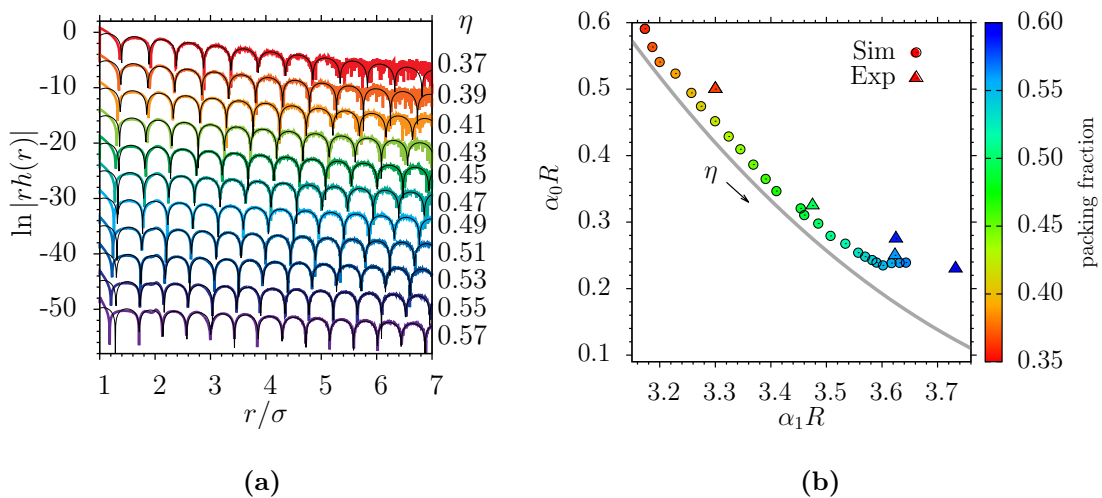 η
0
-10
-20
-30
-40
-50
ln |rh(r)|
0.37
0.39
0.41
0.43
0.45
0.47
0.49
0.51
0.53
0.55
0.57
1 2 3 4 5 6 7
r/σ
(a)
0.6
0.5
0.4
0.3
0.2
0.1
α₀R
Sim
Exp
η
3.2 3.3 3.4 3.5 3.6 3.7
α₁R
0.60
0.55
0.50
0.45
0.40
0.35
packing fraction
(b)